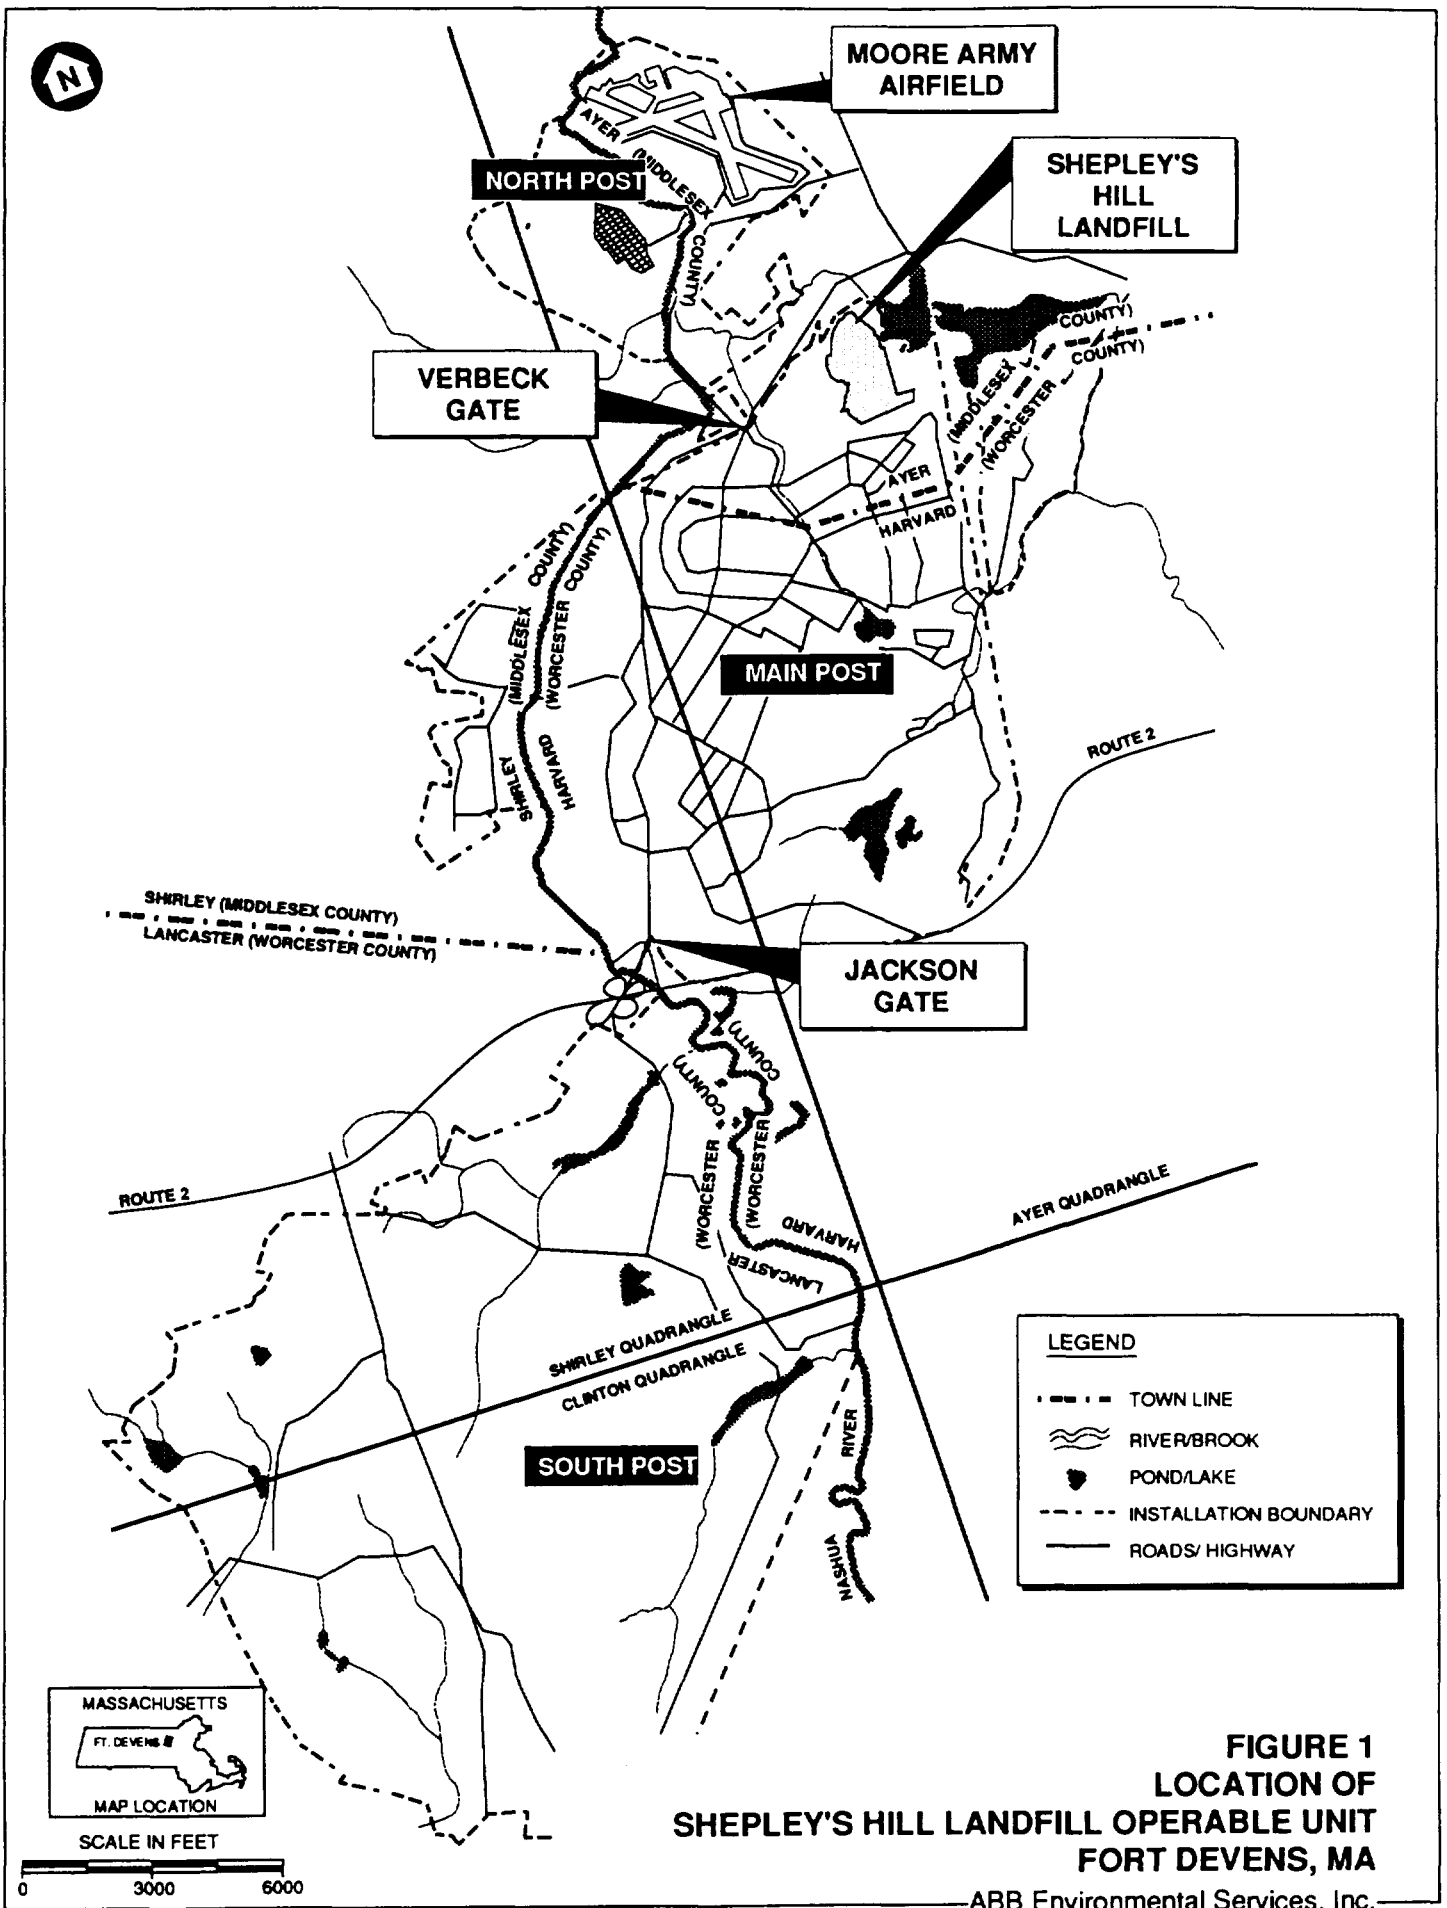 N
MOORE ARMY
AIRFIELD
SHEPLEY'S
HILL
LANDFILL
AYER
(MIDDLESEX
COUNTY)
NORTH POST
VERBECK
GATE
COUNTY)
COUNTY)
(MIDDLESEX
(WORCESTER
AYER
HARVARD
COUNTY)
COUNTY)
(MIDDLESEX
(WORCESTER
SHIRLEY
HARVARD
MAIN POST
ROUTE 2
SHIRLEY (MIDDLESEX COUNTY)
LANCASTER (WORCESTER COUNTY)
JACKSON
GATE
COUNTY)
COUNTY)
(WORCESTER
(WORCESTER
HARVARD
LANCASTER
ROUTE 2
AYER QUADRANGLE
SHIRLEY QUADRANGLE
CLINTON QUADRANGLE
SOUTH POST
RIVER
NASHUA
LEGEND
TOWN LINE
RIVER/BROOK
POND/LAKE
INSTALLATION BOUNDARY
ROADS/ HIGHWAY
MASSACHUSETTS
FT. DEVENS
MAP LOCATION
SCALE IN FEET
0 3000 6000
FIGURE 1
LOCATION OF
SHEPLEY'S HILL LANDFILL OPERABLE UNIT
FORT DEVENS, MA
ABB Environmental Services, Inc.